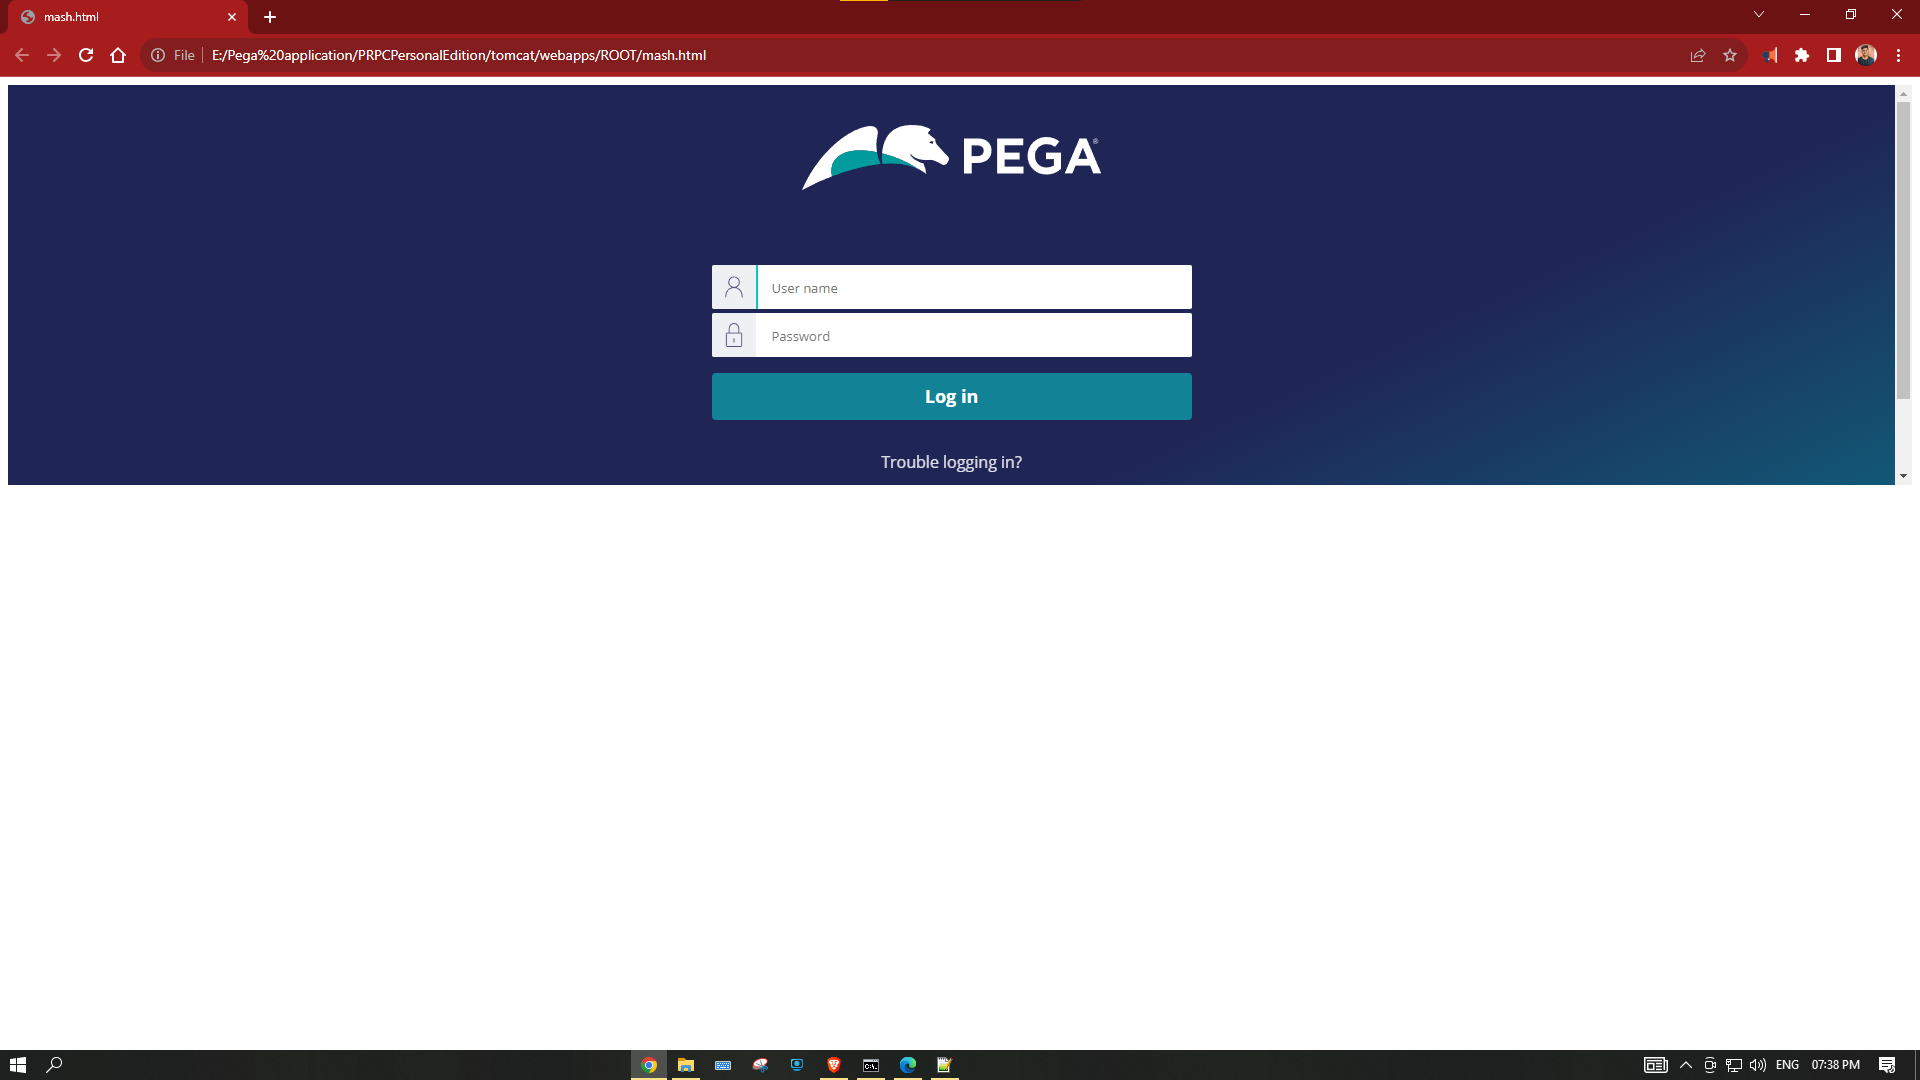 mash.html
File
E:/Pega%20application/PRPCPersonalEdition/tomcat/webapps/ROOT/mash.html
PEGA®
User name
Password
Log in
Trouble logging in?
ENG
07:38 PM